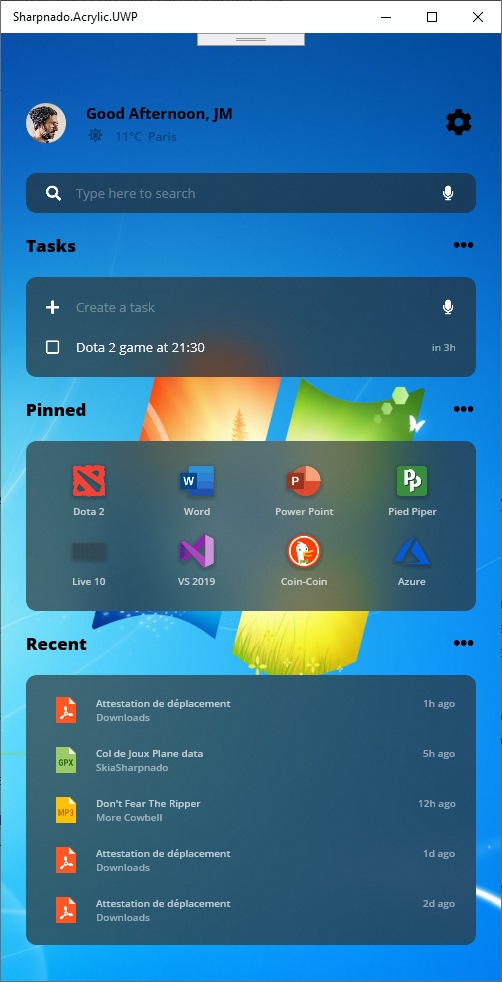 Sharpnado.Acrylic.UWP
Good Afternoon, JM
11°C Paris
Type here to search
Tasks
Create a task
Dota 2 game at 21:30 in 3h
Pinned
W P Pp
Dota 2 Word Power Point Pied Piper
Live 10 VS 2019 Coin-Coin Azure
Recent
Attestation de déplacement 1h ago
Downloads
GPX Col de Joux Plane data 5h ago
SkiaSharpnado
MP3 Don't Fear The Ripper 12h ago
More Cowbell
Attestation de déplacement 1d ago
Downloads
Attestation de déplacement 2d ago
Downloads